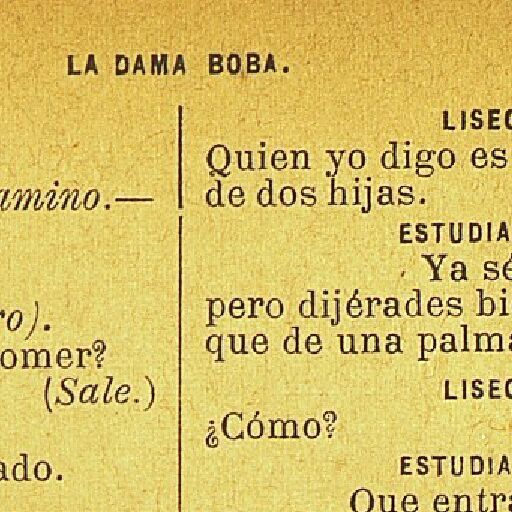 LA DAMA BOBA.
amino.—
ro).
omer?
(Sale.)
ado.
LISEO
Quien yo digo es
de dos hijas.
ESTUDIA
Ya sé
pero dijérades bi
que de una palma
LISEO
¿Cómo?
ESTUDIA
Que entra